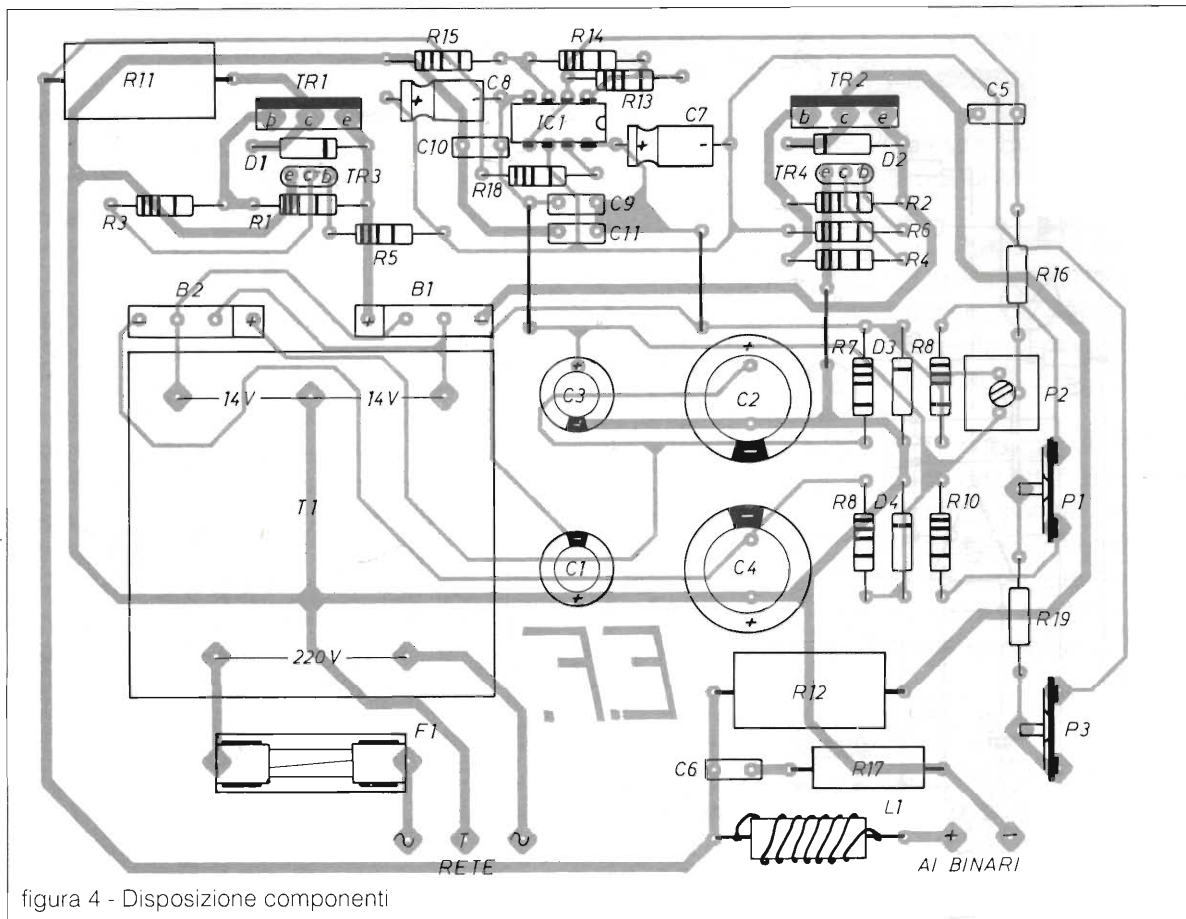 R15
R14
R11
TR1
C8
R13
TR2
C5
b c e
+ -
IC1
C7
b c e
D1
C10
+ -
D2
e c b
TR3
R18
TR4
e c b
R3
R1
C9
R2
C11
R6
R5
R4
R16
B2
B1
- +
+ -
R7
D3
R8
+
+
14V
14V
C3
C2
P2
-
-
T1
R8
D4
R10
P1
-
-
C1
C4
+
+
R19
F.E.
220V
R12
F1
P3
C6
R17
L1
~ T ~
+ -
RETE
AI BINARI
figura 4 - Disposizione componenti